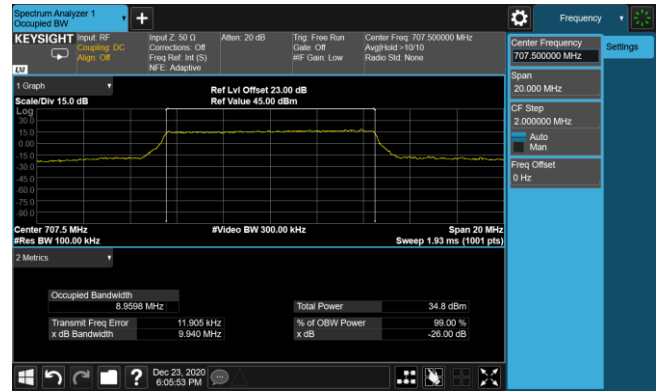 Spectrum Analyzer 1
Occupied BW
Frequency
KEYSIGHT
Input: RF
Coupling: DC
Align: Off
Input Z: 50 Ω
Corrections: Off
Freq Ref: Int (S)
NFE: Adaptive
Atten: 20 dB
Trig: Free Run
Gate: Off
#IF Gain: Low
Center Freq: 707.500000 MHz
Avg|Hold:>10/10
Radio Std: None
LXI
Center Frequency
707.500000 MHz
Settings
Span
20.000 MHz
CF Step
2.000000 MHz
Auto
Man
Freq Offset
0 Hz
1 Graph
Ref Lvl Offset 23.00 dB
Scale/Div 15.0 dB
Ref Value 45.00 dBm
Log
30.0
15.0
0.00
-15.0
-30.0
-45.0
-60.0
-75.0
-90.0
Center 707.5 MHz
#Video BW 300.00 kHz
Span 20 MHz
#Res BW 100.00 kHz
Sweep 1.93 ms (1001 pts)
2 Metrics
Occupied Bandwidth
8.9598 MHz
Total Power 34.8 dBm
Transmit Freq Error 11.905 kHz
% of OBW Power 99.00 %
x dB Bandwidth 9.940 MHz
x dB -26.00 dB
?
Dec 23, 2020
6:05:53 PM